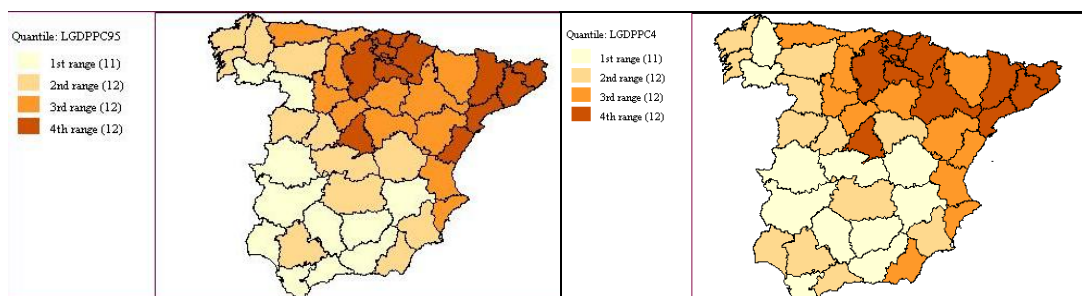 Quantile: LGDPPC95
1st range (11)
2nd range (12)
3rd range (12)
4th range (12)
Quantile: LGDPPC4
1st range (11)
2nd range (12)
3rd range (12)
4th range (12)